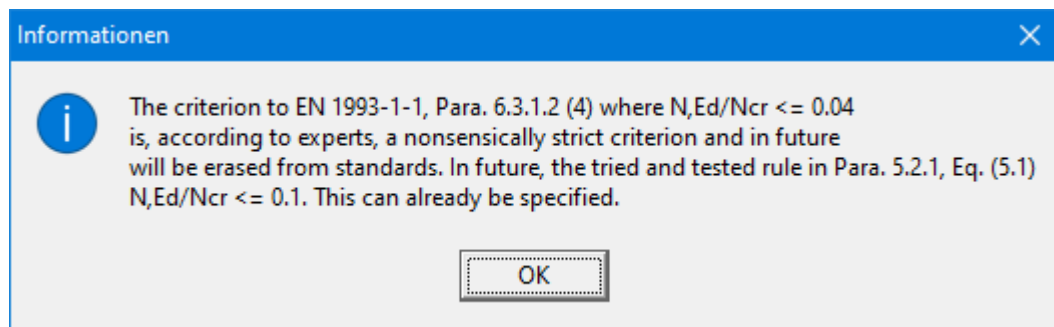 Informationen
The criterion to EN 1993-1-1, Para. 6.3.1.2 (4) where N,Ed/Ncr <= 0.04
is, according to experts, a nonsensically strict criterion and in future
will be erased from standards. In future, the tried and tested rule in Para. 5.2.1, Eq. (5.1)
N,Ed/Ncr <= 0.1. This can already be specified.
OK